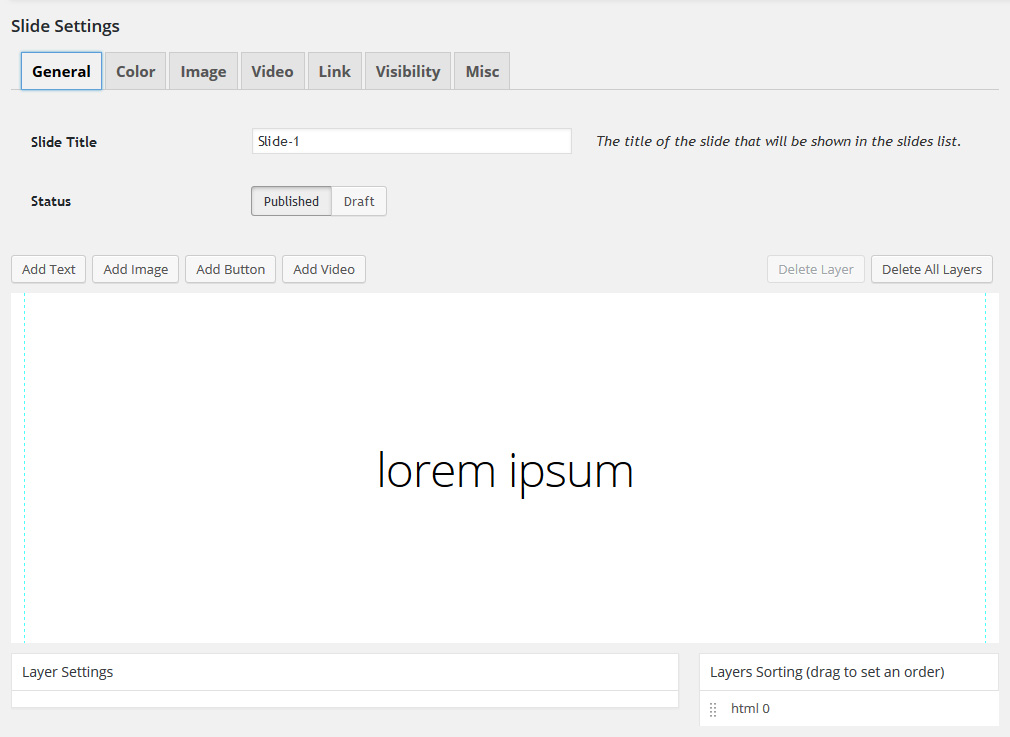 Slide Settings
General Color Image Video Link Visibility Misc
Slide Title Slide-1 The title of the slide that will be shown in the slides list.
Status Published Draft
Add Text Add Image Add Button Add Video Delete Layer Delete All Layers
lorem ipsum
Layer Settings Layers Sorting (drag to set an order)
html 0